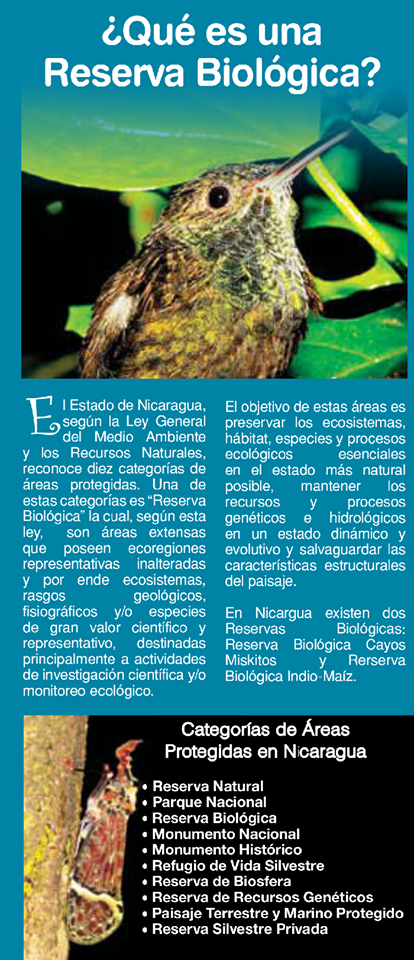 ¿Qué es una
Reserva Biológica?
El Estado de Nicaragua,
según la Ley General
del Medio Ambiente
y los Recursos Naturales,
reconoce diez categorías de
áreas protegidas. Una de
estas categorías es “Reserva
Biológica” la cual, según esta
ley, son áreas extensas
que poseen ecoregiones
representativas inalteradas
y por ende ecosistemas,
rasgos geológicos,
fisiográficos y/o especies
de gran valor científico y
representativo, destinadas
principalmente a actividades
de investigación científica y/o
monitoreo ecológico.
El objetivo de estas áreas es
preservar los ecosistemas,
hábitat, especies y procesos
ecológicos esenciales
en el estado más natural
posible, mantener los
recursos y procesos
genéticos e hidrológicos
en un estado dinámico y
evolutivo y salvaguardar las
características estructurales
del paisaje.
En Nicargua existen dos
Reservas Biológicas:
Reserva Biológica Cayos
Miskitos y Rerserva
Biológica Indio-Maíz.
Categorías de Áreas
Protegidas en Nicaragua
• Reserva Natural
• Parque Nacional
• Reserva Biológica
• Monumento Nacional
• Monumento Histórico
• Refugio de Vida Silvestre
• Reserva de Biosfera
• Reserva de Recursos Genéticos
• Paisaje Terrestre y Marino Protegido
• Reserva Silvestre Privada